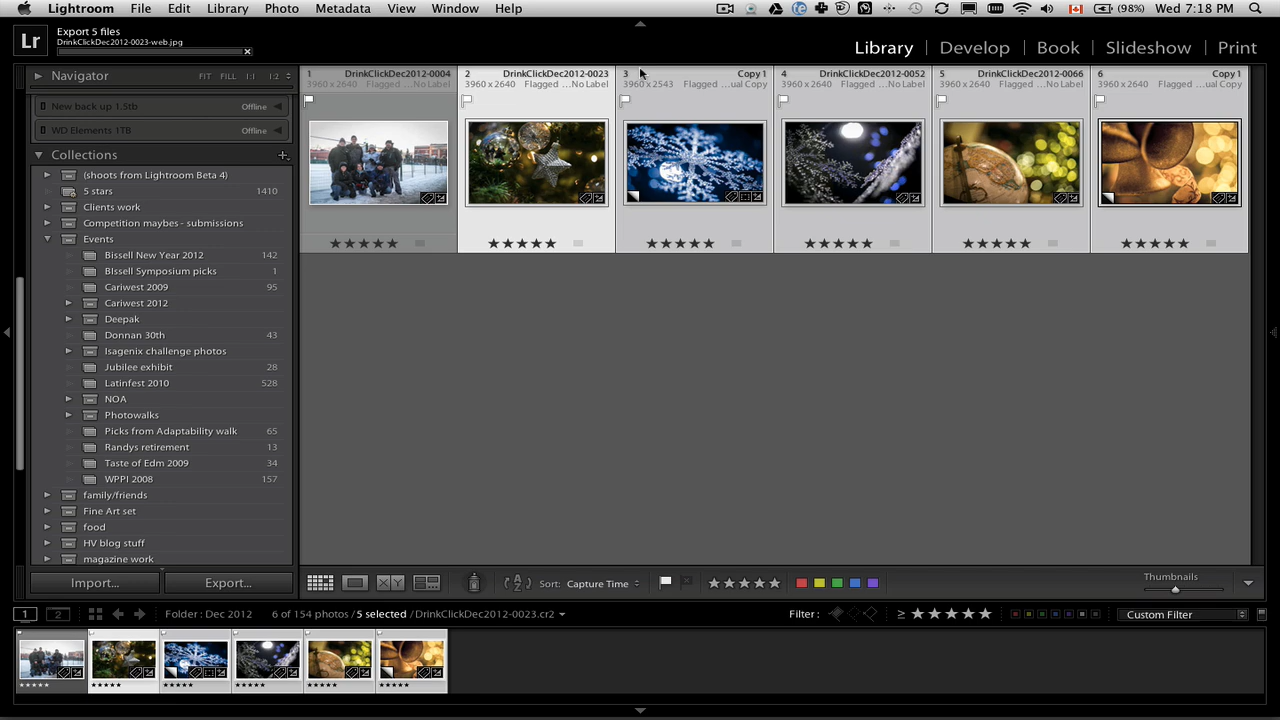 Lightroom File Edit Library Photo Metadata View Window Help (98%) Wed 7:18 PM
Lr Export 5 files
DrinkClickDec2012-0023-web.jpg
Library | Develop | Book | Slideshow | Print
Navigator FIT FILL 1:1 1:2
1 DrinkClickDec2012-0004 2 DrinkClickDec2012-0023 3 Copy 1 4 DrinkClickDec2012-0052 5 DrinkClickDec2012-0066 6 Copy 1
3960 x 2640 Flagged ...No Label 3960 x 2640 Flagged ...No Label 3960 x 2543 Flagged ...ual Copy 3960 x 2640 Flagged ...No Label 3960 x 2640 Flagged ...No Label 3960 x 2640 Flagged ...ual Copy
New back up 1.5tb Offline
WD Elements 1TB Offline
Collections
(shoots from Lightroom Beta 4)
5 stars 1410
Clients work
Competition maybes - submissions
Events
Bissell New Year 2012 142
BIssell Symposium picks 1
Cariwest 2009 95
Cariwest 2012
Deepak
Donnan 30th 43
Isagenix challenge photos
Jubilee exhibit 28
Latinfest 2010 528
NOA
Photowalks
Picks from Adaptability walk 65
Randys retirement 13
Taste of Edm 2009 34
WPPI 2008 157
family/friends
Fine Art set
food
HV blog stuff
magazine work
Import... Export... XY Sort: Capture Time Thumbnails
1 2 Folder : Dec 2012 6 of 154 photos / 5 selected / DrinkClickDec2012-0023.cr2 Filter : ≥ ★★★★★ Custom Filter